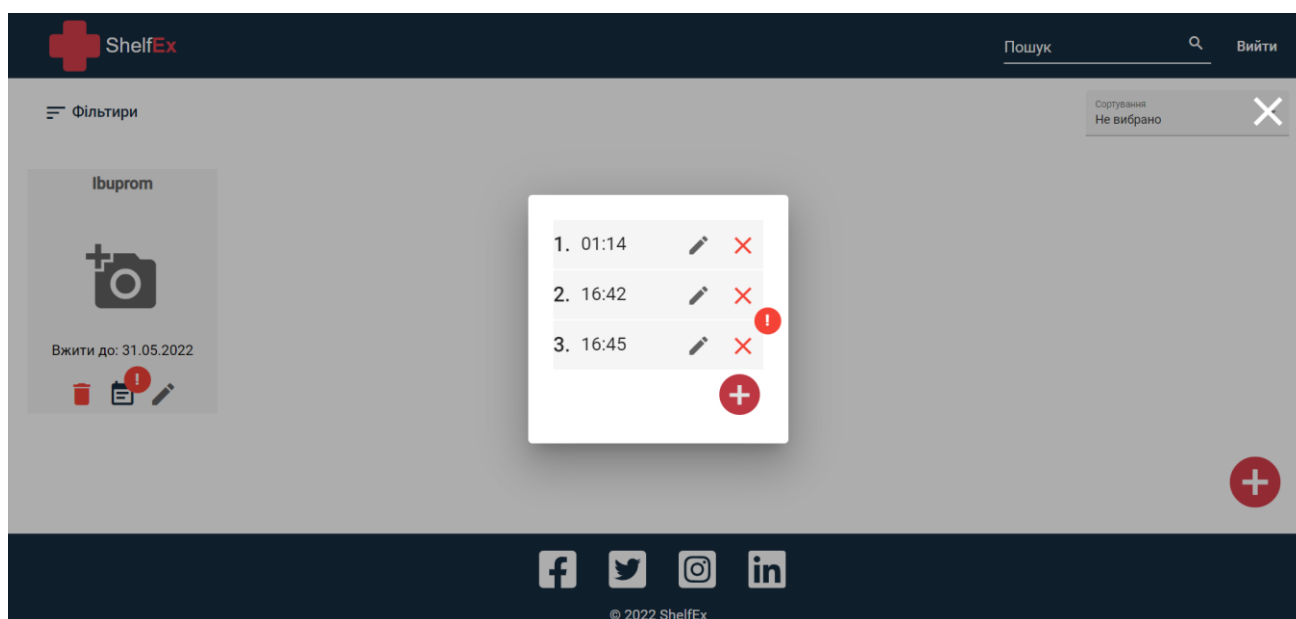 ShelfEx
Пошук
Вийти
Фільтири
Сортування
Не вибрано
Ibuprom
Вжити до: 31.05.2022
!
1. 01:14
2. 16:42
!
3. 16:45
© 2022 ShelfEx